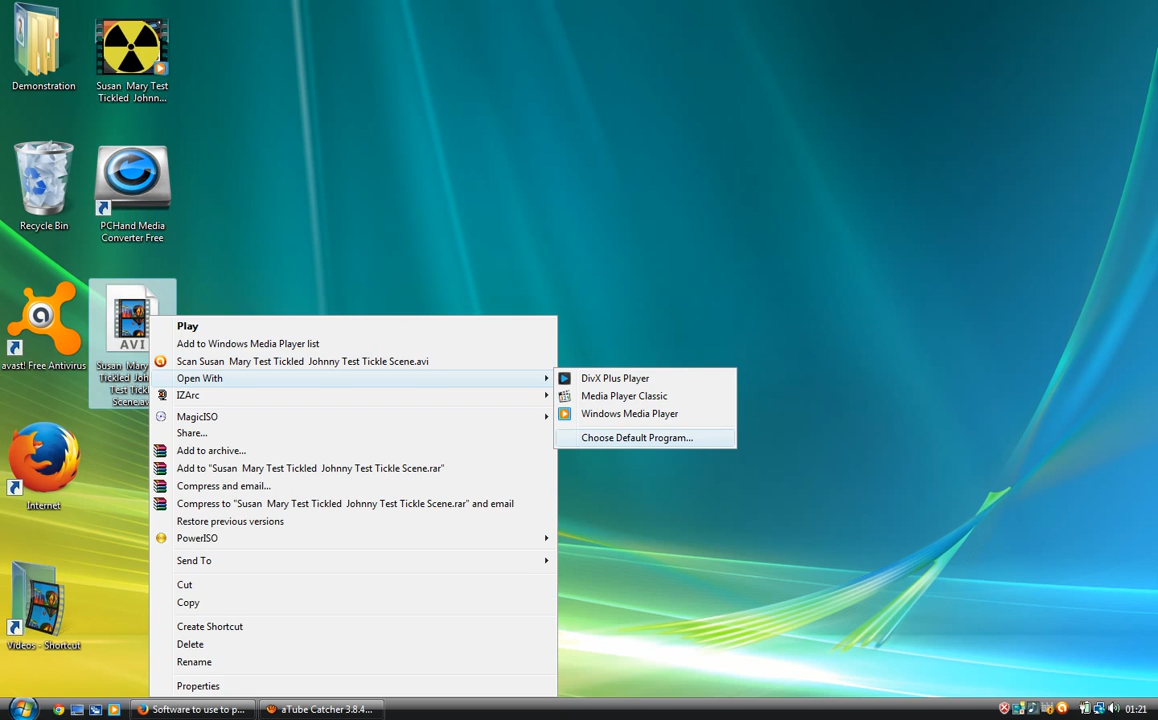 Demonstration
Susan Mary Test
Tickled Johnn...
Recycle Bin
PCHand Media
Converter Free
avast! Free Antivirus
AVI
Susan Mary
Tickled Joh
Test Tickl
Scene.av
Internet
Videos - Shortcut
Play
Add to Windows Media Player list
Scan Susan Mary Test Tickled Johnny Test Tickle Scene.avi
Open With
IZArc
MagicISO
Share...
Add to archive...
Add to "Susan Mary Test Tickled Johnny Test Tickle Scene.rar"
Compress and email...
Compress to "Susan Mary Test Tickled Johnny Test Tickle Scene.rar" and email
Restore previous versions
PowerISO
Send To
Cut
Copy
Create Shortcut
Delete
Rename
Properties
DivX Plus Player
Media Player Classic
Windows Media Player
Choose Default Program...
Software to use to p...
aTube Catcher 3.8.4...
01:21